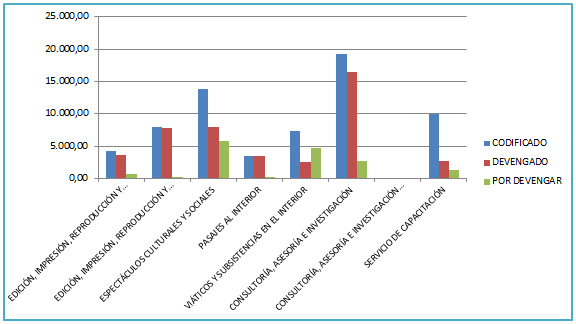 25.000,00
20.000,00
15.000,00
10.000,00
5.000,00
0,00
EDICIÓN, IMPRESIÓN, REPRODUCCIÓN Y...
EDICIÓN, IMPRESIÓN, REPRODUCCIÓN Y...
ESPECTÁCULOS CULTURALES Y SOCIALES
PASAJES AL INTERIOR
VIÁTICOS Y SUBSISTENCIAS EN EL INTERIOR
CONSULTORÍA, ASESORÍA E INVESTIGACIÓN
CONSULTORÍA, ASESORÍA E INVESTIGACIÓN...
SERVICIO DE CAPACITACIÓN
CODIFICADO
DEVENGADO
POR DEVENGAR